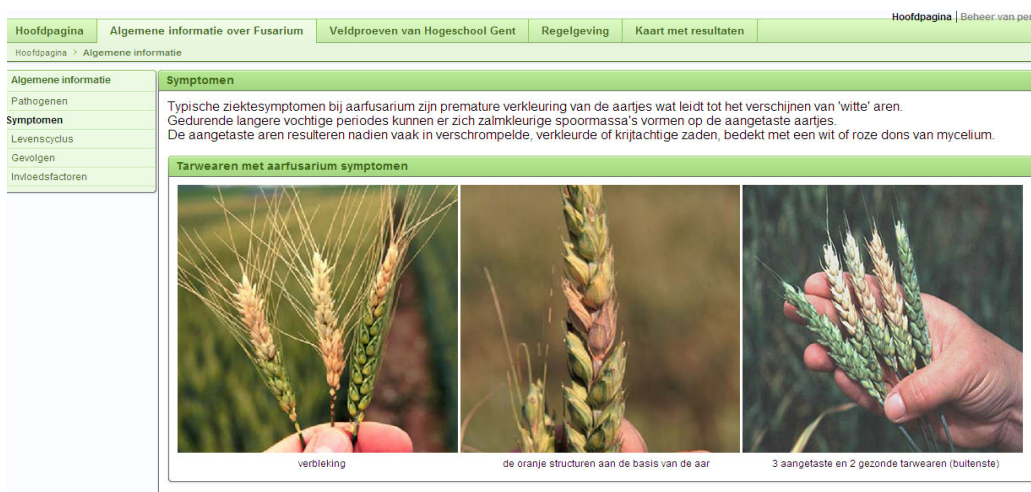 Hoofdpagina | Beheer van
Hoofdpagina
Algemene informatie over Fusarium
Veldproeven van Hogeschool Gent
Regelgeving
Kaart met resultaten
Hoofdpagina > Algemene informatie
Algemene informatie
Pathogenen
Symptomen
Levenscyclus
Gevolgen
Invloedsfactoren
Symptomen
Typische ziektesymptomen bij aarfusarium zijn premature verkleuring van de aartjes wat leidt tot het verschijnen van 'witte' aren.
Gedurende langere vochtige periodes kunnen er zich zalmkleurige spoormassa's vormen op de aangetaste aartjes.
De aangetaste aren resulteren nadien vaak in verschrompelde, verkleurde of krijtachtige zaden, bedekt met een wit of roze dons van mycelium.
Tarwearen met aarfusarium symptomen
verbleking
de oranje structuren aan de basis van de aar
3 aangetaste en 2 gezonde tarwearen (buitenste)